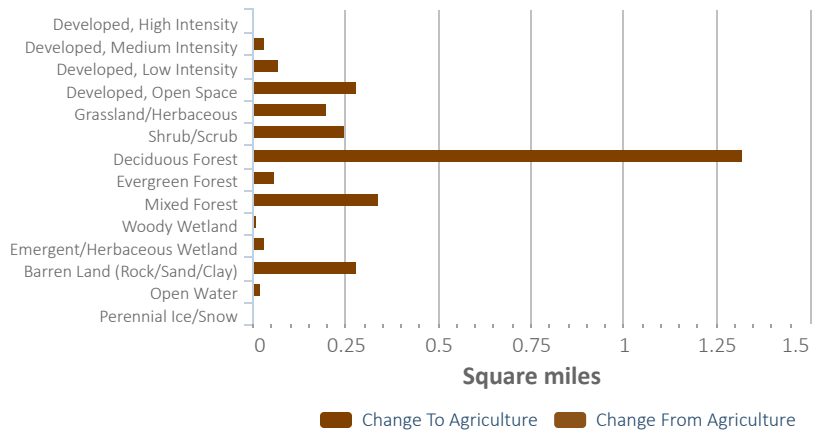 Developed, High Intensity
Developed, Medium Intensity
Developed, Low Intensity
Developed, Open Space
Grassland/Herbaceous
Shrub/Scrub
Deciduous Forest
Evergreen Forest
Mixed Forest
Woody Wetland
Emergent/Herbaceous Wetland
Barren Land (Rock/Sand/Clay)
Open Water
Perennial Ice/Snow
0 0.25 0.5 0.75 1 1.25 1.5
Square miles
Change To Agriculture Change From Agriculture